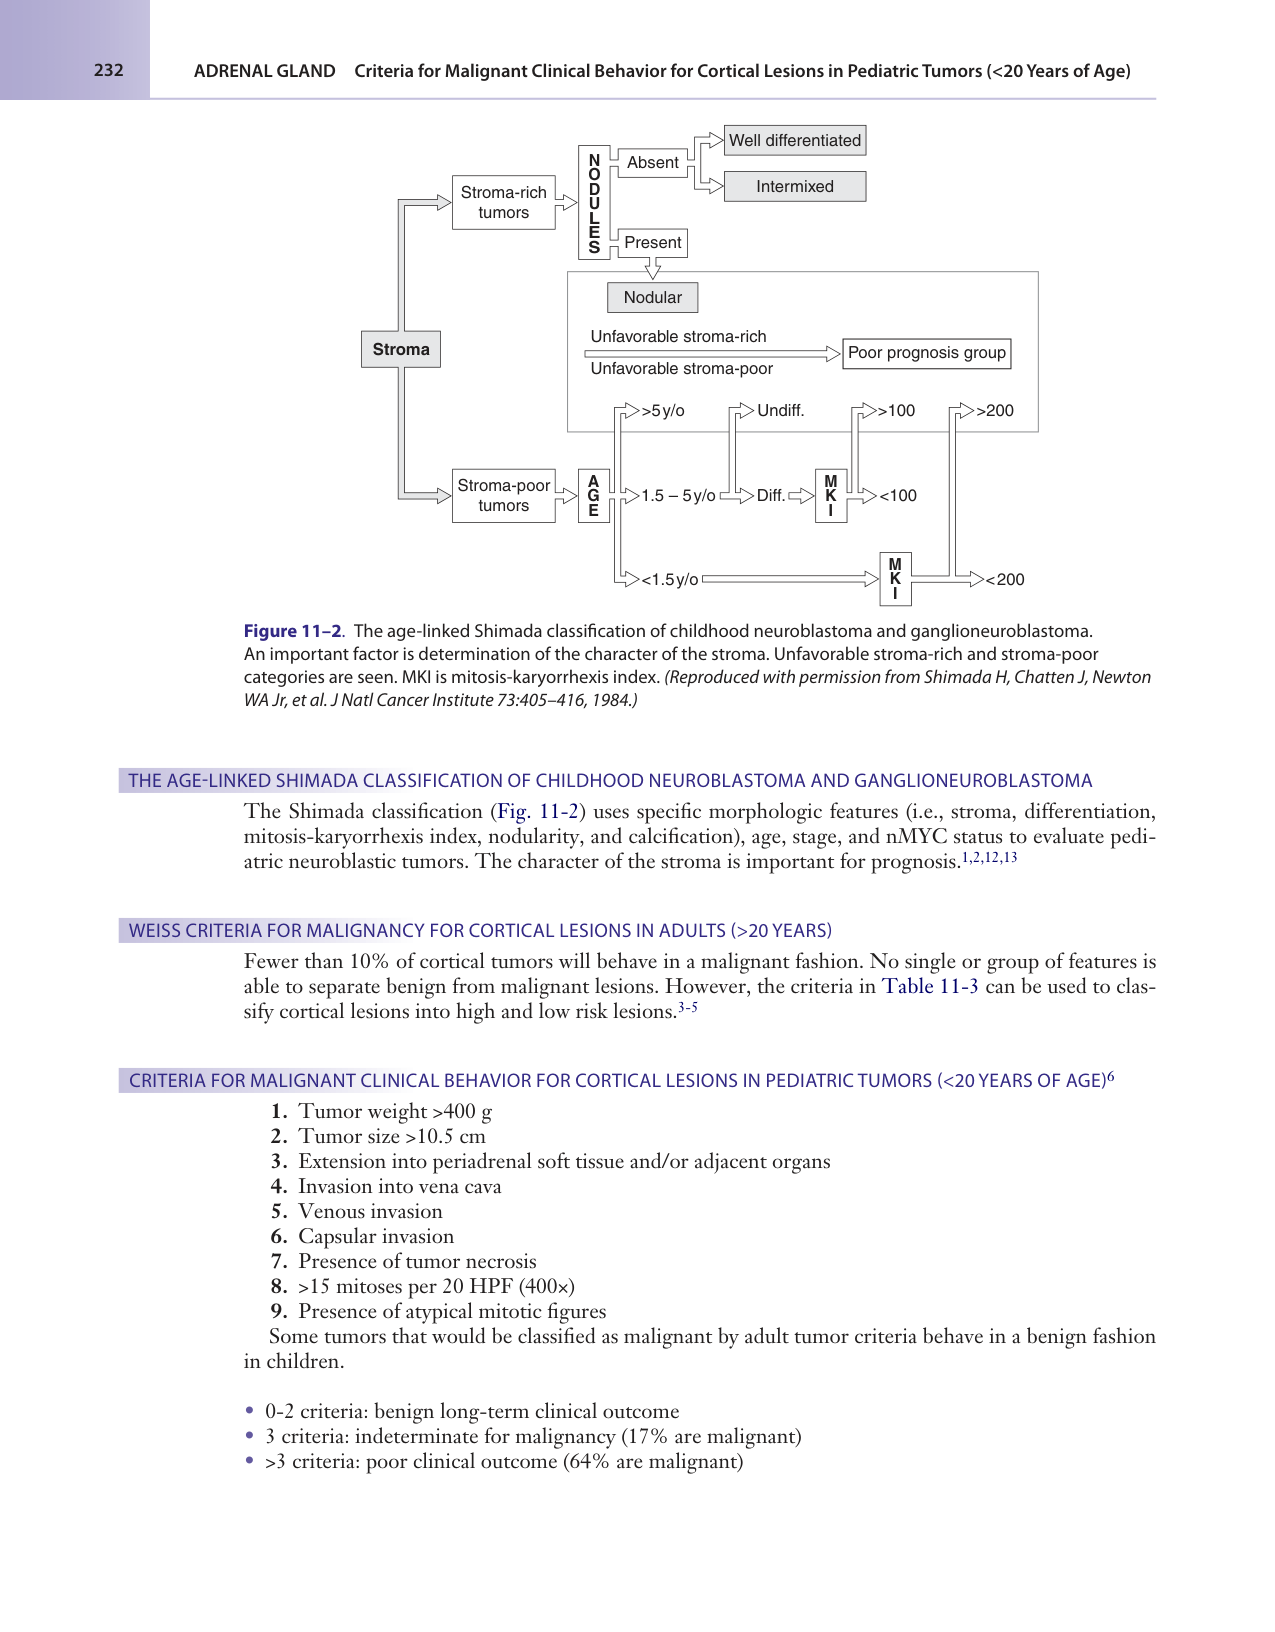 232
ADRENAL GLAND Criteria for Malignant Clinical Behavior for Cortical Lesions in Pediatric Tumors (<20 Years of Age)
Well differentiated
Absent
Intermixed
Stroma-rich
tumors
NODULES
Present
Nodular
Unfavorable stroma-rich
Poor prognosis group
Unfavorable stroma-poor
Stroma
>5 y/o
Undiff.
>100
>200
Stroma-poor
tumors
AGE
1.5 – 5 y/o
Diff.
MKI
<100
<1.5 y/o
MKI
<200
Figure 11–2. The age-linked Shimada classification of childhood neuroblastoma and ganglioneuroblastoma.
An important factor is determination of the character of the stroma. Unfavorable stroma-rich and stroma-poor
categories are seen. MKI is mitosis-karyorrhexis index. (Reproduced with permission from Shimada H, Chatten J, Newton
WA Jr, et al. J Natl Cancer Institute 73:405–416, 1984.)
THE AGE-LINKED SHIMADA CLASSIFICATION OF CHILDHOOD NEUROBLASTOMA AND GANGLIONEUROBLASTOMA
The Shimada classification (Fig. 11-2) uses specific morphologic features (i.e., stroma, differentiation,
mitosis-karyorrhexis index, nodularity, and calcification), age, stage, and nMYC status to evaluate pedi-
atric neuroblastic tumors. The character of the stroma is important for prognosis.1,2,12,13
WEISS CRITERIA FOR MALIGNANCY FOR CORTICAL LESIONS IN ADULTS (>20 YEARS)
Fewer than 10% of cortical tumors will behave in a malignant fashion. No single or group of features is
able to separate benign from malignant lesions. However, the criteria in Table 11-3 can be used to clas-
sify cortical lesions into high and low risk lesions.3-5
CRITERIA FOR MALIGNANT CLINICAL BEHAVIOR FOR CORTICAL LESIONS IN PEDIATRIC TUMORS (<20 YEARS OF AGE)6
1. Tumor weight >400 g
2. Tumor size >10.5 cm
3. Extension into periadrenal soft tissue and/or adjacent organs
4. Invasion into vena cava
5. Venous invasion
6. Capsular invasion
7. Presence of tumor necrosis
8. >15 mitoses per 20 HPF (400×)
9. Presence of atypical mitotic figures
Some tumors that would be classified as malignant by adult tumor criteria behave in a benign fashion
in children.
• 0-2 criteria: benign long-term clinical outcome
• 3 criteria: indeterminate for malignancy (17% are malignant)
• >3 criteria: poor clinical outcome (64% are malignant)